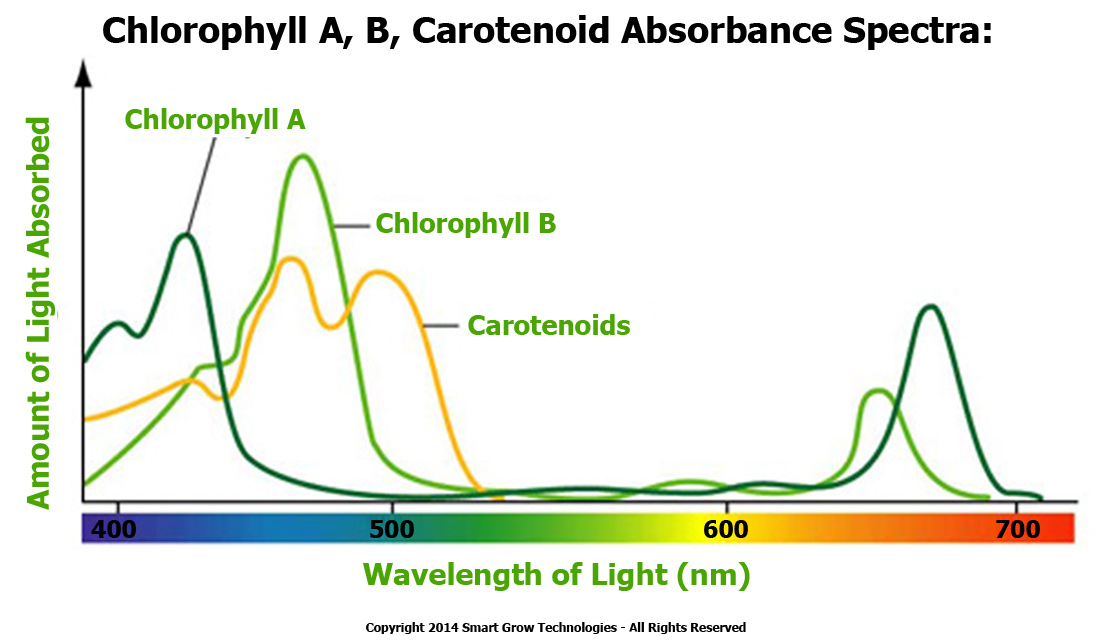 Chlorophyll A, B, Carotenoid Absorbance Spectra:
Amount of Light Absorbed
Chlorophyll A
Chlorophyll B
Carotenoids
400 500 600 700
Wavelength of Light (nm)
Copyright 2014 Smart Grow Technologies - All Rights Reserved